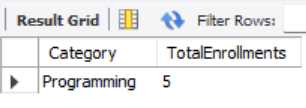 Result Grid Filter Rows:
Category TotalEnrollments
Programming 5